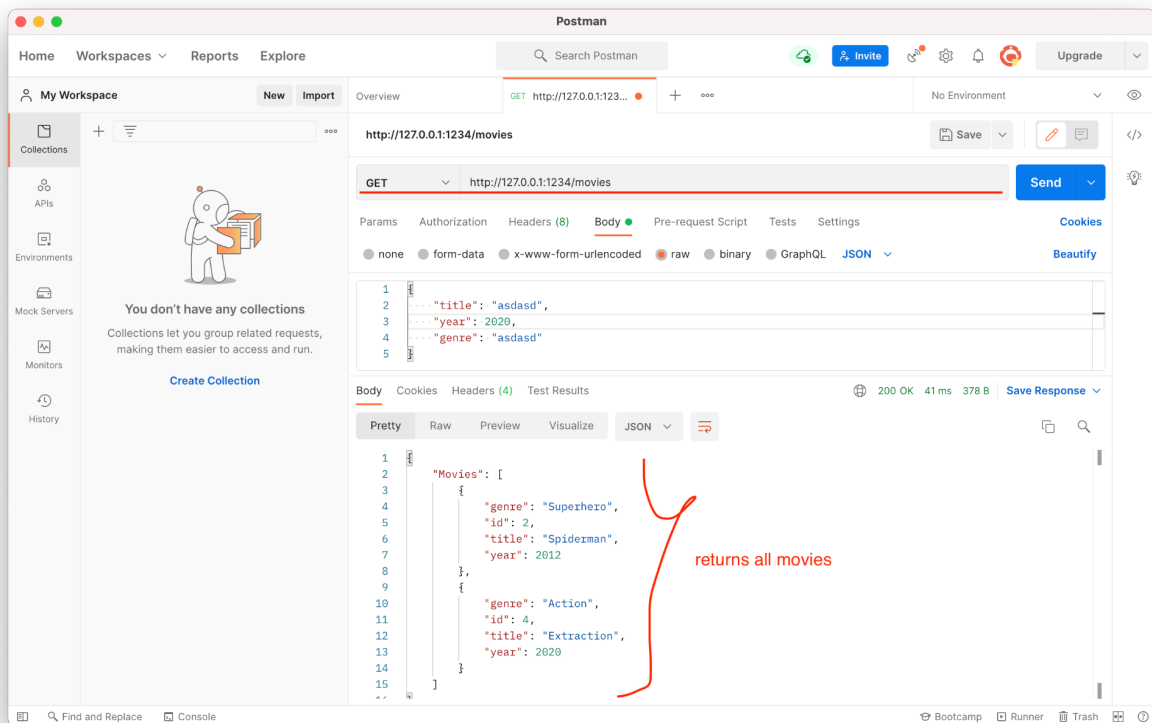 Postman
Home Workspaces Reports Explore Search Postman Invite Upgrade
My Workspace New Import Overview GET http://127.0.0.1:123... No Environment
http://127.0.0.1:1234/movies Save
Collections
GET http://127.0.0.1:1234/movies Send
APIs
Params Authorization Headers (8) Body Pre-request Script Tests Settings Cookies
Environments
none form-data x-www-form-urlencoded raw binary GraphQL JSON Beautify
1 {
2 "title": "asdasd",
3 "year": 2020,
4 "genre": "asdasd"
5 }
Mock Servers
Monitors
History
You don't have any collections
Collections let you group related requests,
making them easier to access and run.
Create Collection
Body Cookies Headers (4) Test Results 200 OK 41 ms 378 B Save Response
Pretty Raw Preview Visualize JSON
1 {
2 "Movies": [
3 {
4 "genre": "Superhero",
5 "id": 2,
6 "title": "Spiderman",
7 "year": 2012
8 },
9 {
10 "genre": "Action",
11 "id": 4,
12 "title": "Extraction",
13 "year": 2020
14 }
15 ]
returns all movies
Find and Replace Console Bootcamp Runner Trash